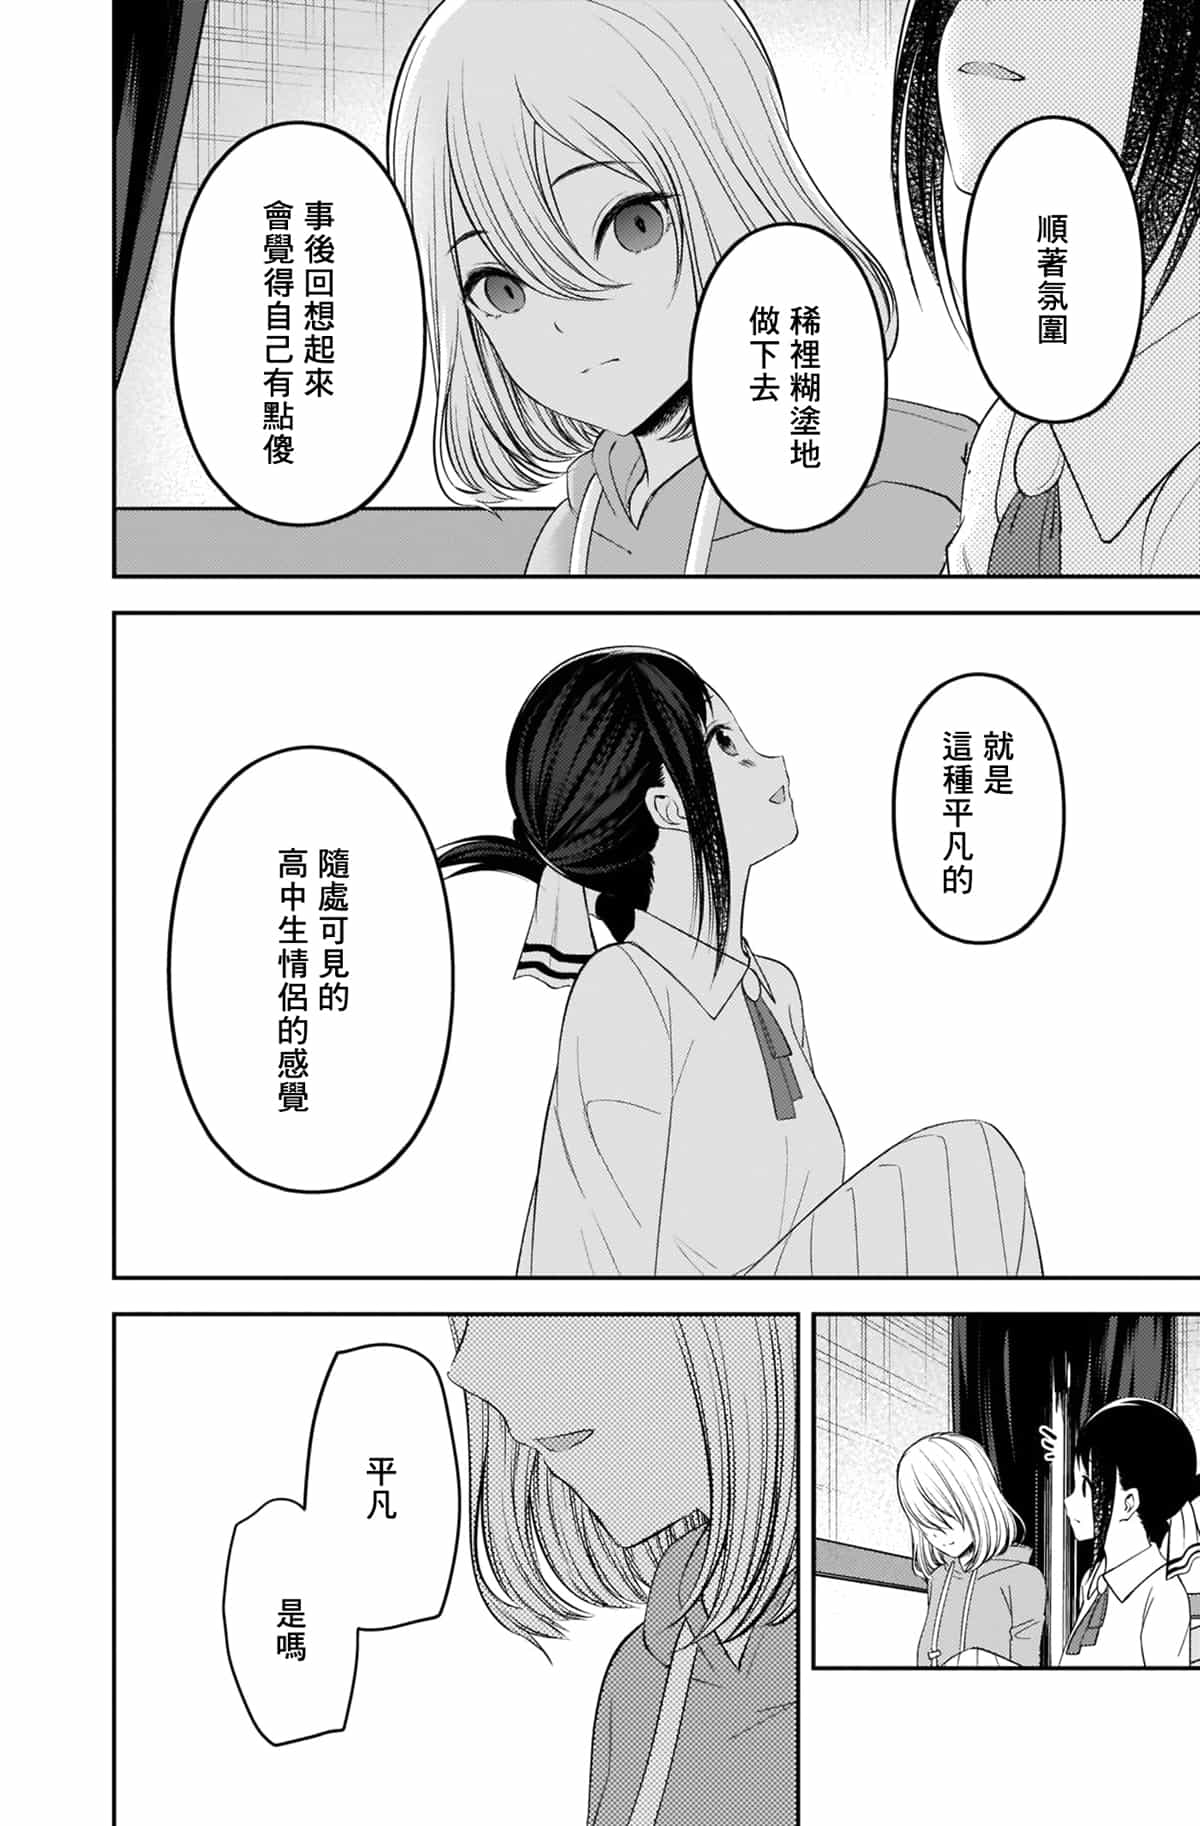 順著氛圍
稀裡糊塗地
做下去
事後回想起來
會覺得自己有點傻
就是
這種平凡的
隨處可見的
高中生情侶的感覺
平凡
是嗎